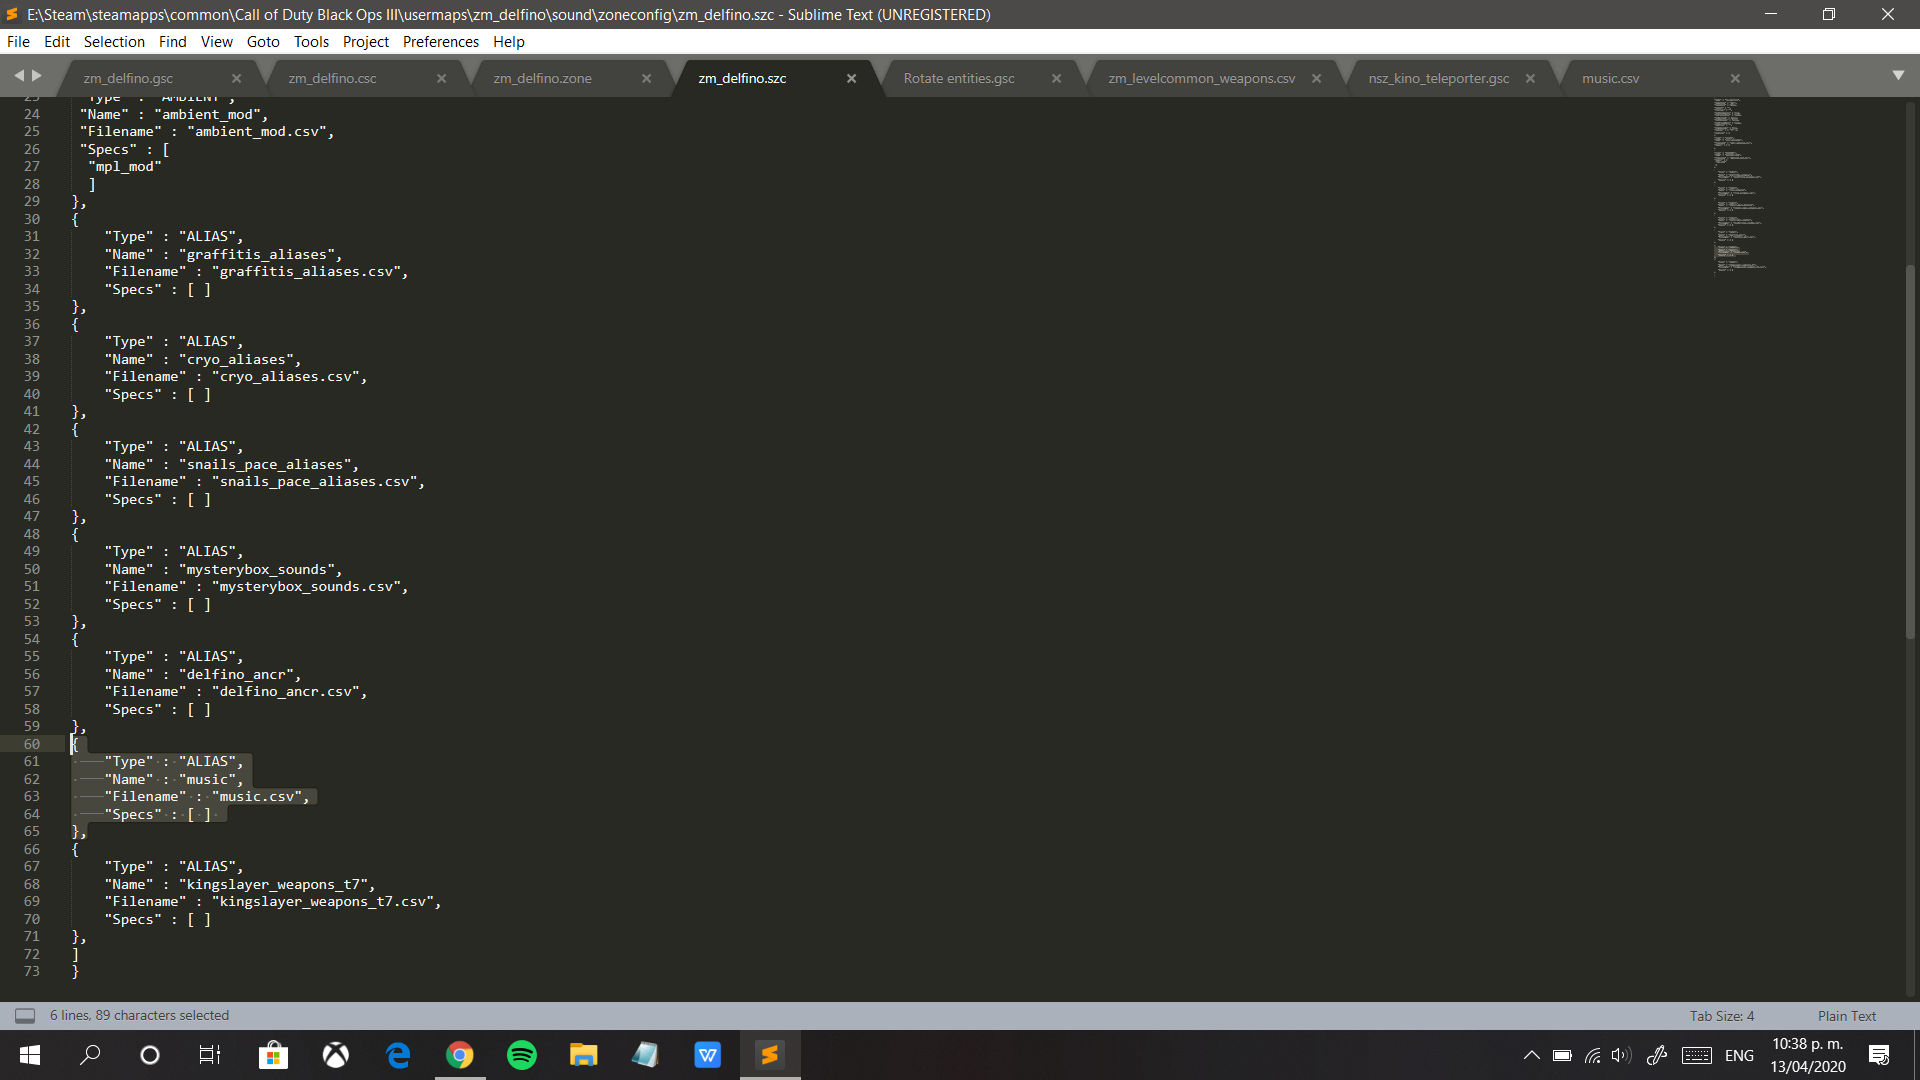 E:\Steam\steamapps\common\Call of Duty Black Ops III\usermaps\zm_delfino\sound\zoneconfig\zm_delfino.szc - Sublime Text (UNREGISTERED)
File Edit Selection Find View Goto Tools Project Preferences Help
zm_delfino.gsc zm_delfino.csc zm_delfino.zone zm_delfino.szc Rotate entities.gsc zm_levelcommon_weapons.csv nsz_kino_teleporter.gsc music.csv
23 "Type" : "AMBIENT",
24 "Name" : "ambient_mod",
25 "Filename" : "ambient_mod.csv",
26 "Specs" : [
27 "mpl_mod"
28 ]
29 },
30 {
31 "Type" : "ALIAS",
32 "Name" : "graffitis_aliases",
33 "Filename" : "graffitis_aliases.csv",
34 "Specs" : [ ]
35 },
36 {
37 "Type" : "ALIAS",
38 "Name" : "cryo_aliases",
39 "Filename" : "cryo_aliases.csv",
40 "Specs" : [ ]
41 },
42 {
43 "Type" : "ALIAS",
44 "Name" : "snails_pace_aliases",
45 "Filename" : "snails_pace_aliases.csv",
46 "Specs" : [ ]
47 },
48 {
49 "Type" : "ALIAS",
50 "Name" : "mysterybox_sounds",
51 "Filename" : "mysterybox_sounds.csv",
52 "Specs" : [ ]
53 },
54 {
55 "Type" : "ALIAS",
56 "Name" : "delfino_ancr",
57 "Filename" : "delfino_ancr.csv",
58 "Specs" : [ ]
59 },
60 {
61 "Type" : "ALIAS",
62 "Name" : "music",
63 "Filename" : "music.csv",
64 "Specs" : [ ]
65 },
66 {
67 "Type" : "ALIAS",
68 "Name" : "kingslayer_weapons_t7",
69 "Filename" : "kingslayer_weapons_t7.csv",
70 "Specs" : [ ]
71 },
72 ]
73 }
6 lines, 89 characters selected Tab Size: 4 Plain Text
ENG 10:38 p. m.
13/04/2020